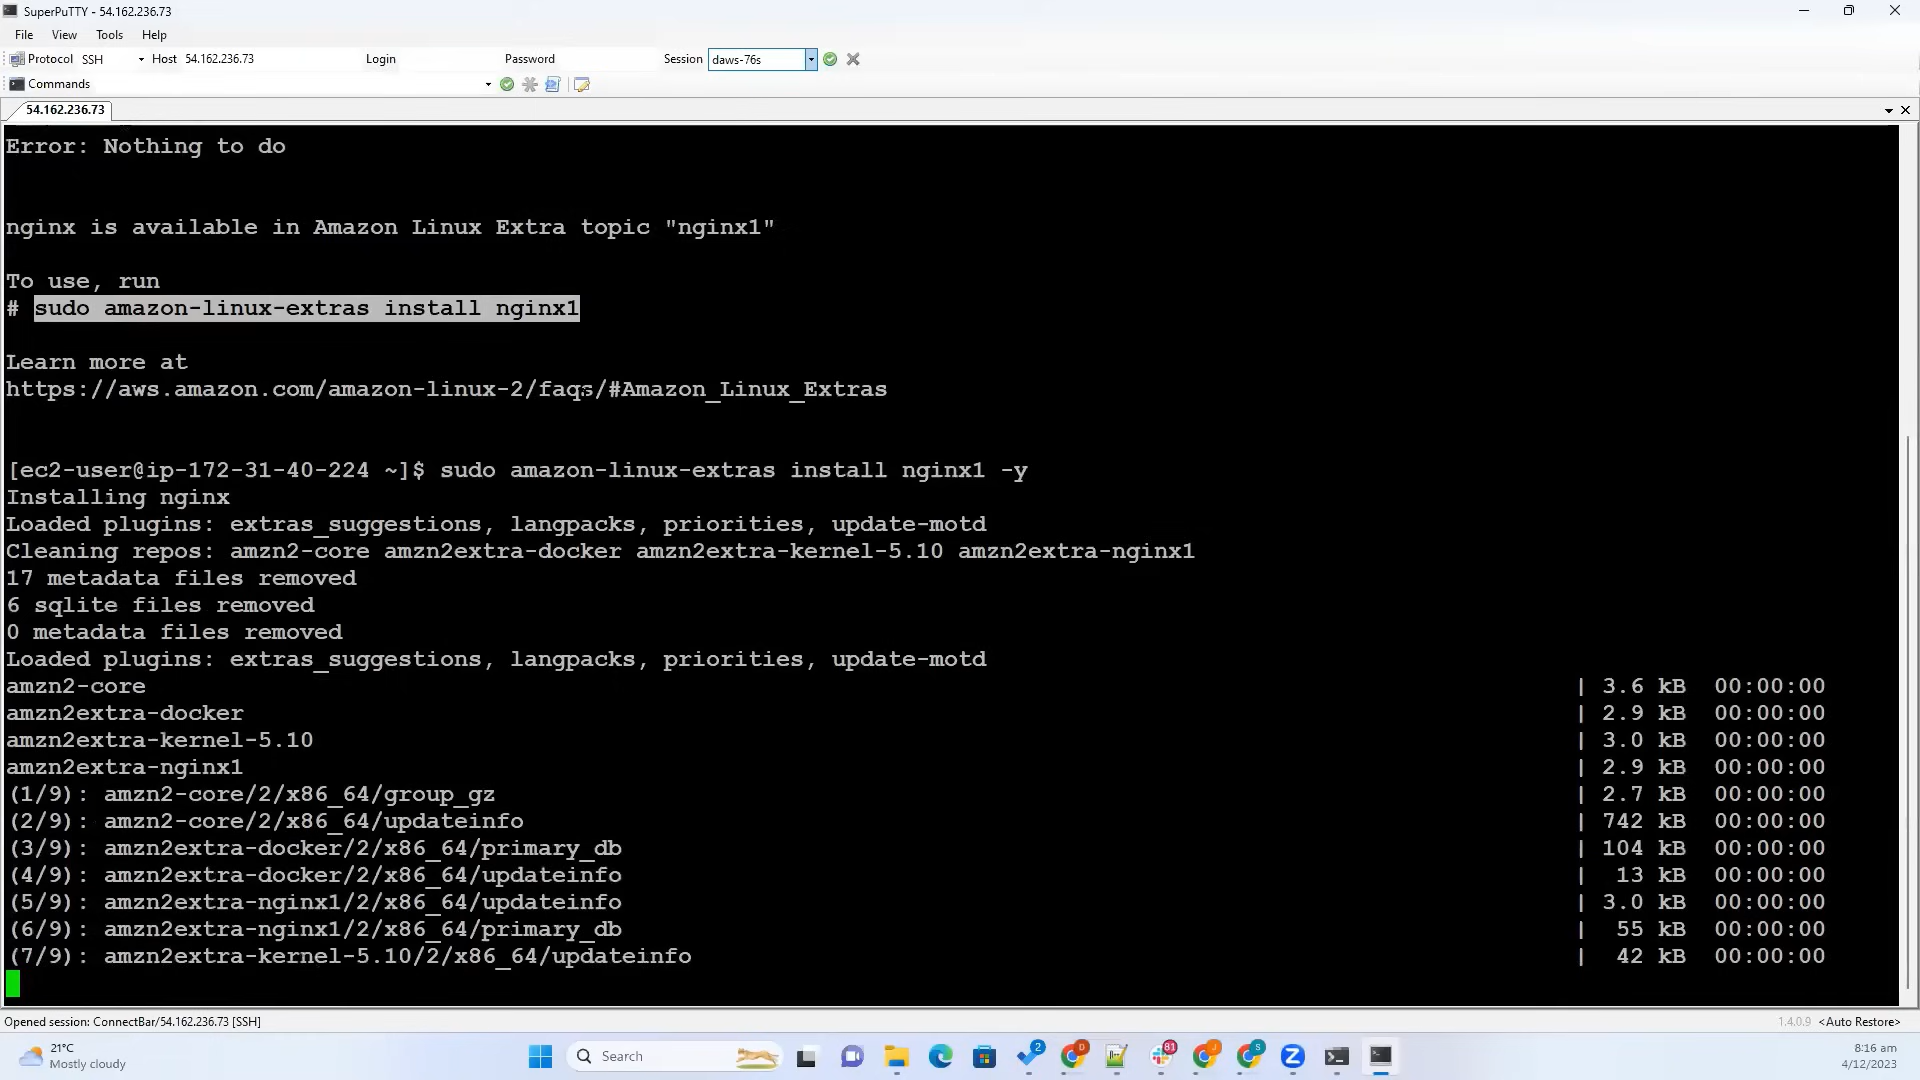 SuperPuTTY - 54.162.236.73
File View Tools Help
Protocol SSH Host 54.162.236.73 Login Password Session daws-76s
Commands
54.162.236.73
Error: Nothing to do
nginx is available in Amazon Linux Extra topic "nginx1"
To use, run
# sudo amazon-linux-extras install nginx1
Learn more at
https://aws.amazon.com/amazon-linux-2/faqs/#Amazon_Linux_Extras
[ec2-user@ip-172-31-40-224 ~]$ sudo amazon-linux-extras install nginx1 -y
Installing nginx
Loaded plugins: extras_suggestions, langpacks, priorities, update-motd
Cleaning repos: amzn2-core amzn2extra-docker amzn2extra-kernel-5.10 amzn2extra-nginx1
17 metadata files removed
6 sqlite files removed
0 metadata files removed
Loaded plugins: extras_suggestions, langpacks, priorities, update-motd
amzn2-core | 3.6 kB 00:00:00
amzn2extra-docker | 2.9 kB 00:00:00
amzn2extra-kernel-5.10 | 3.0 kB 00:00:00
amzn2extra-nginx1 | 2.9 kB 00:00:00
(1/9): amzn2-core/2/x86_64/group_gz | 2.7 kB 00:00:00
(2/9): amzn2-core/2/x86_64/updateinfo | 742 kB 00:00:00
(3/9): amzn2extra-docker/2/x86_64/primary_db | 104 kB 00:00:00
(4/9): amzn2extra-docker/2/x86_64/updateinfo | 13 kB 00:00:00
(5/9): amzn2extra-nginx1/2/x86_64/updateinfo | 3.0 kB 00:00:00
(6/9): amzn2extra-nginx1/2/x86_64/primary_db | 55 kB 00:00:00
(7/9): amzn2extra-kernel-5.10/2/x86_64/updateinfo | 42 kB 00:00:00
Opened session: ConnectBar/54.162.236.73 [SSH] 1.4.0.9 <Auto Restore>
21°C
Mostly cloudy
Search
2
D
81
J
S
8:16 am
4/12/2023